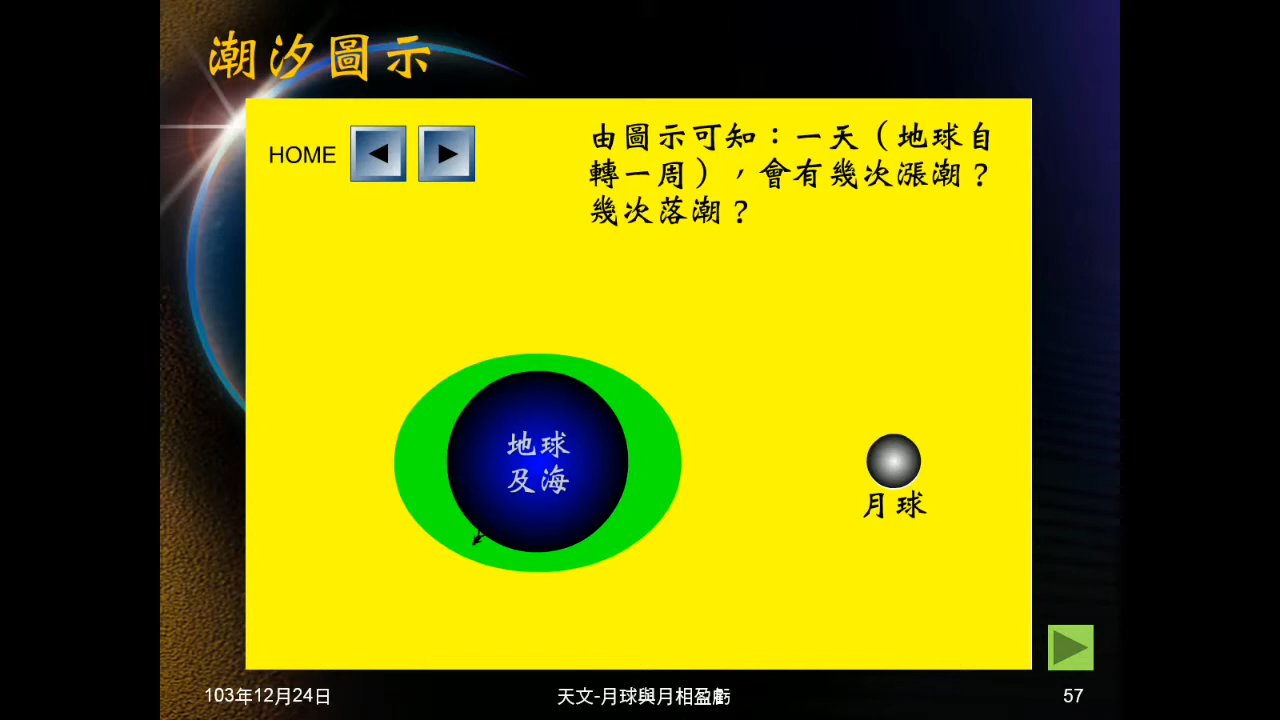 潮汐圖示
HOME
由圖示可知：一天（地球自
轉一周），會有幾次漲潮？
幾次落潮？
地球
及海
月球
103年12月24日
天文-月球與月相盈虧
57